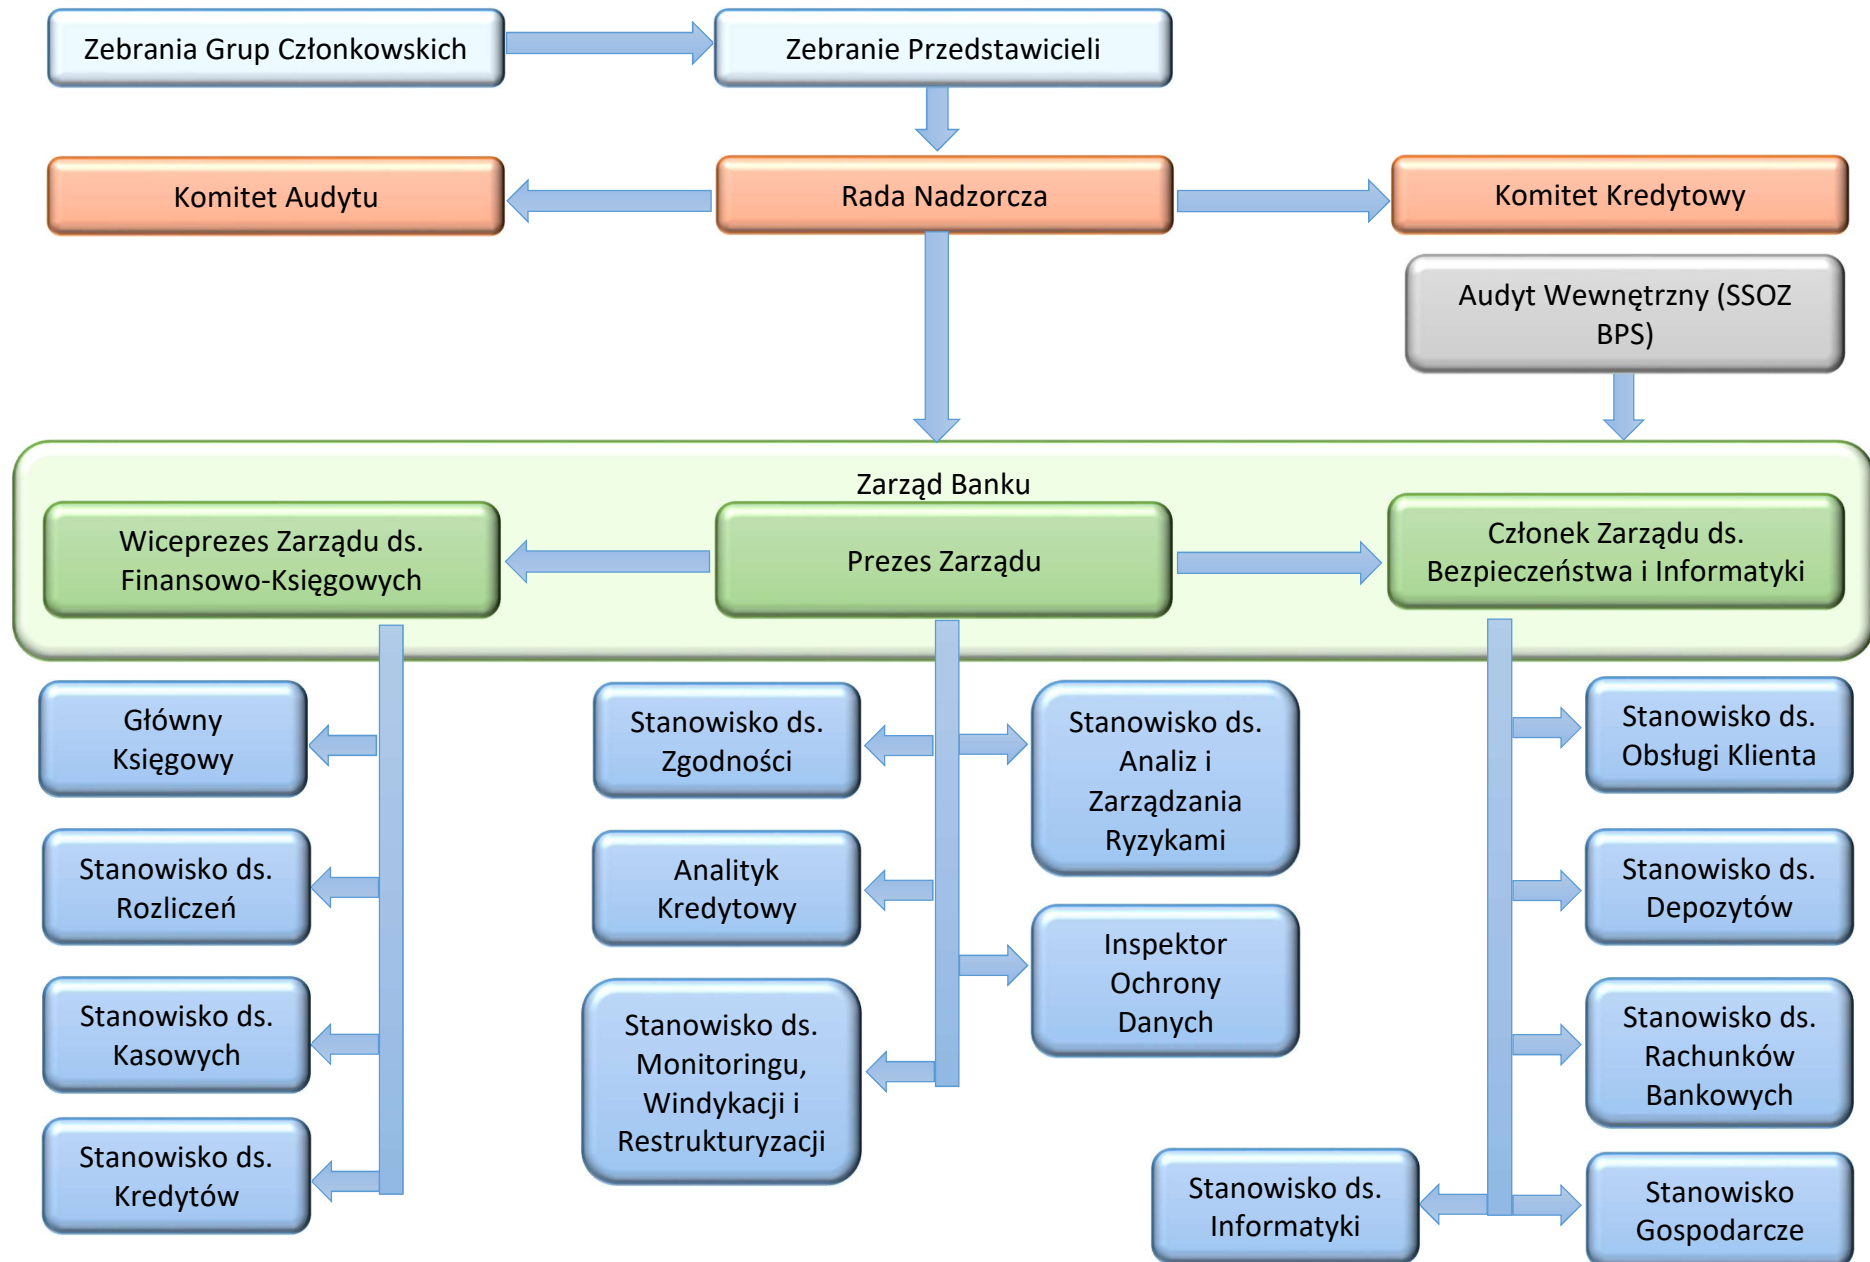 Zebrania Grup Członkowskich
Zebranie Przedstawicieli
Komitet Audytu
Rada Nadzorcza
Komitet Kredytowy
Audyt Wewnętrzny (SSOZ
BPS)
Zarząd Banku
Wiceprezes Zarządu ds.
Finansowo-Księgowych
Prezes Zarządu
Członek Zarządu ds.
Bezpieczeństwa i Informatyki
Główny
Księgowy
Stanowisko ds.
Rozliczeń
Stanowisko ds.
Kasowych
Stanowisko ds.
Kredytów
Stanowisko ds.
Zgodności
Analityk
Kredytowy
Stanowisko ds.
Monitoringu,
Windykacji i
Restrukturyzacji
Stanowisko ds.
Analiz i
Zarządzania
Ryzykami
Inspektor
Ochrony
Danych
Stanowisko ds.
Obsługi Klienta
Stanowisko ds.
Depozytów
Stanowisko ds.
Rachunków
Bankowych
Stanowisko ds.
Informatyki
Stanowisko
Gospodarcze